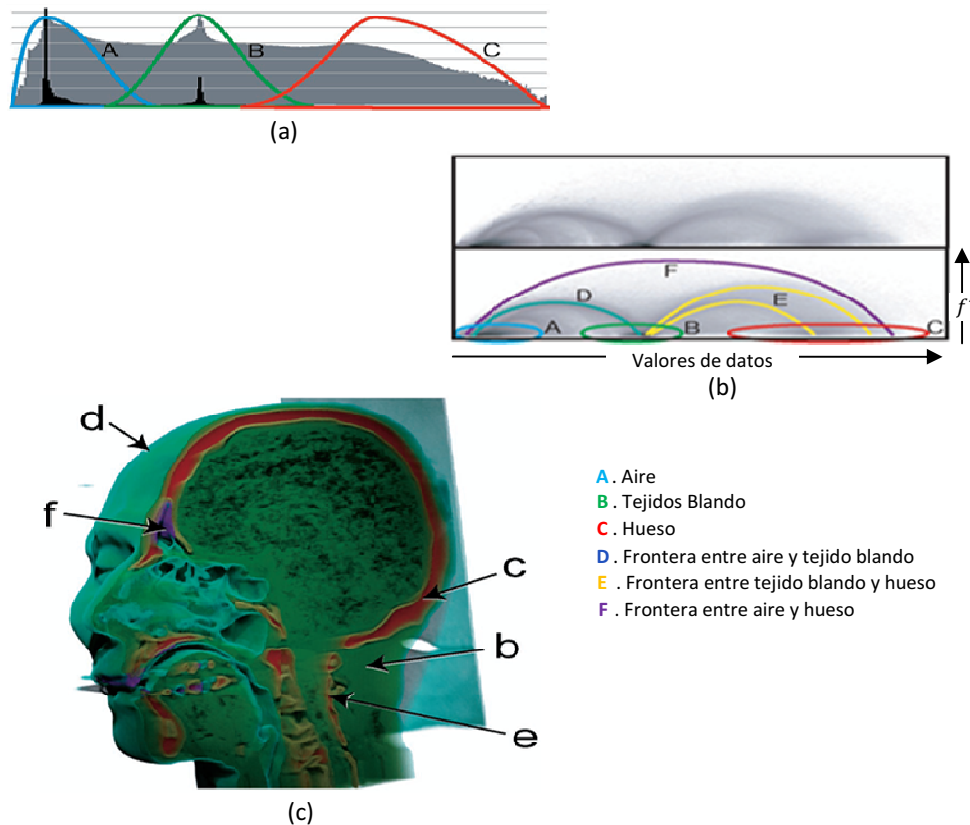 A
B
C
(a)
F
D
E
A
B
C
f'
Valores de datos
(b)
d
f
c
b
e
(c)
A . Aire
B . Tejidos Blando
C . Hueso
D . Frontera entre aire y tejido blando
E . Frontera entre tejido blando y hueso
F . Frontera entre aire y hueso